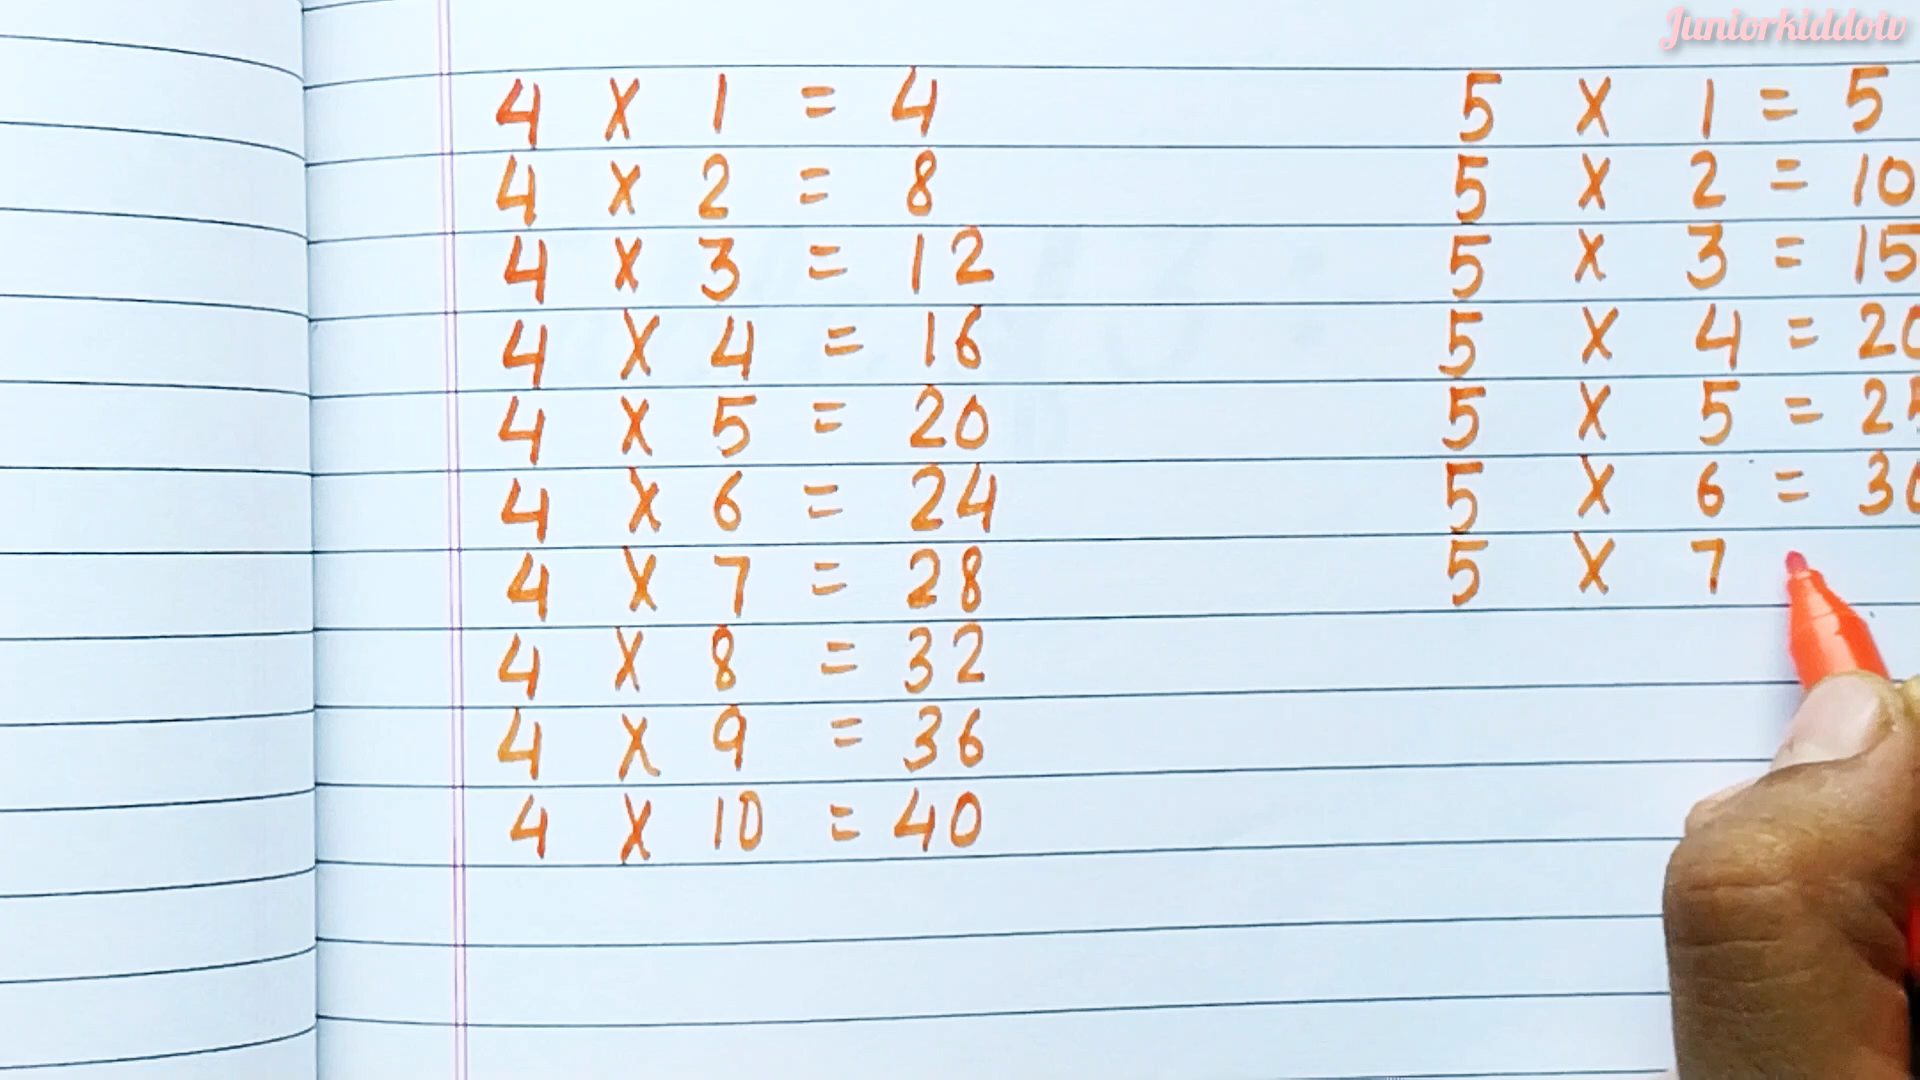 Juniorkiddotv
4 X 1 = 4
4 X 2 = 8
4 X 3 = 12
4 X 4 = 16
4 X 5 = 20
4 X 6 = 24
4 X 7 = 28
4 X 8 = 32
4 X 9 = 36
4 X 10 = 40
5 X 1 = 5
5 X 2 = 10
5 X 3 = 15
5 X 4 = 20
5 X 5 = 25
5 X 6 = 30
5 X 7